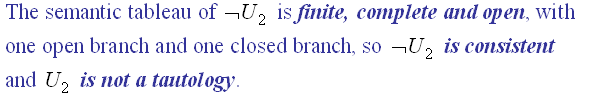 The semantic tableau of ¬U₂ is finite, complete and open, with
one open branch and one closed branch, so ¬U₂ is consistent
and U₂ is not a tautology.